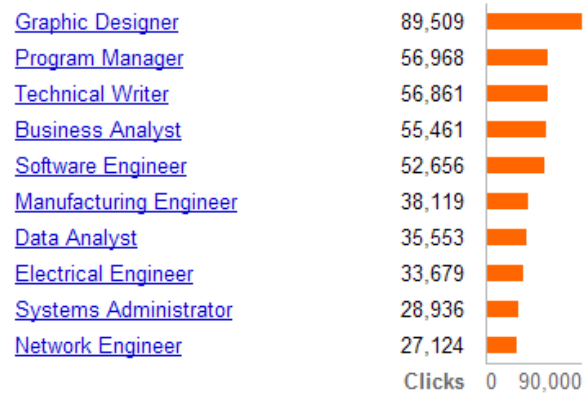 Graphic Designer 89,509
Program Manager 56,968
Technical Writer 56,861
Business Analyst 55,461
Software Engineer 52,656
Manufacturing Engineer 38,119
Data Analyst 35,553
Electrical Engineer 33,679
Systems Administrator 28,936
Network Engineer 27,124
Clicks 0 90,000